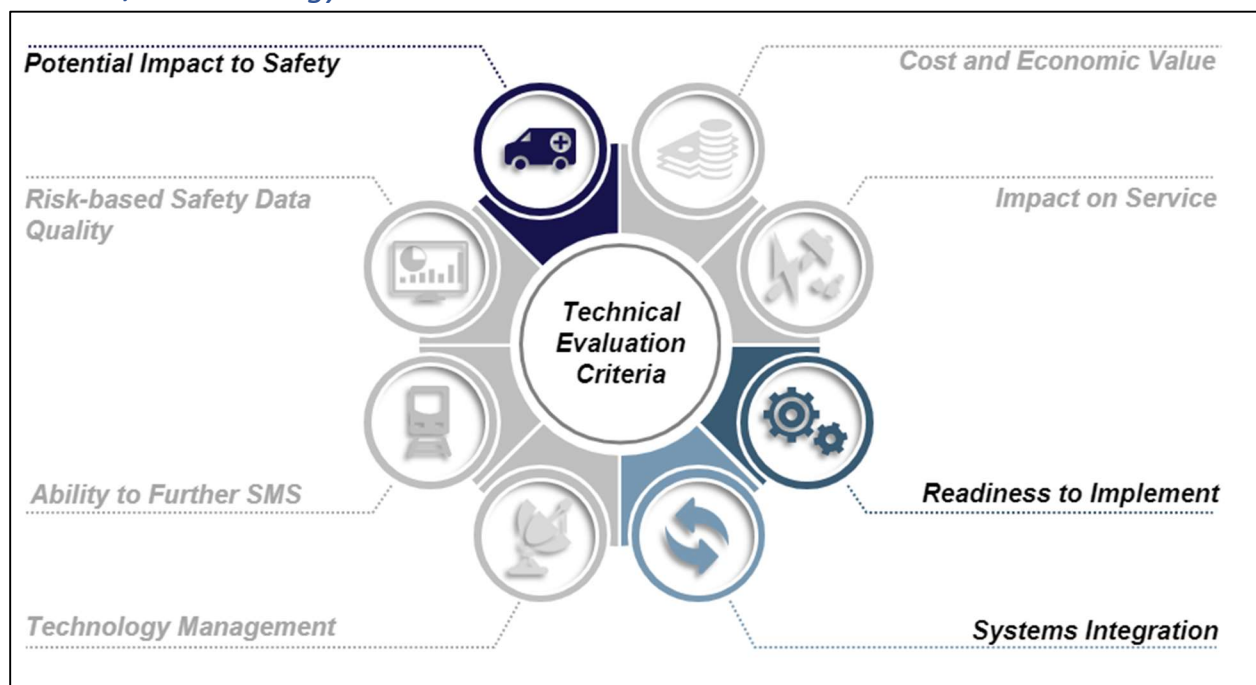 Potential Impact to Safety
Cost and Economic Value
Risk-based Safety Data
Quality
Impact on Service
Technical
Evaluation
Criteria
Ability to Further SMS
Readiness to Implement
Technology Management
Systems Integration